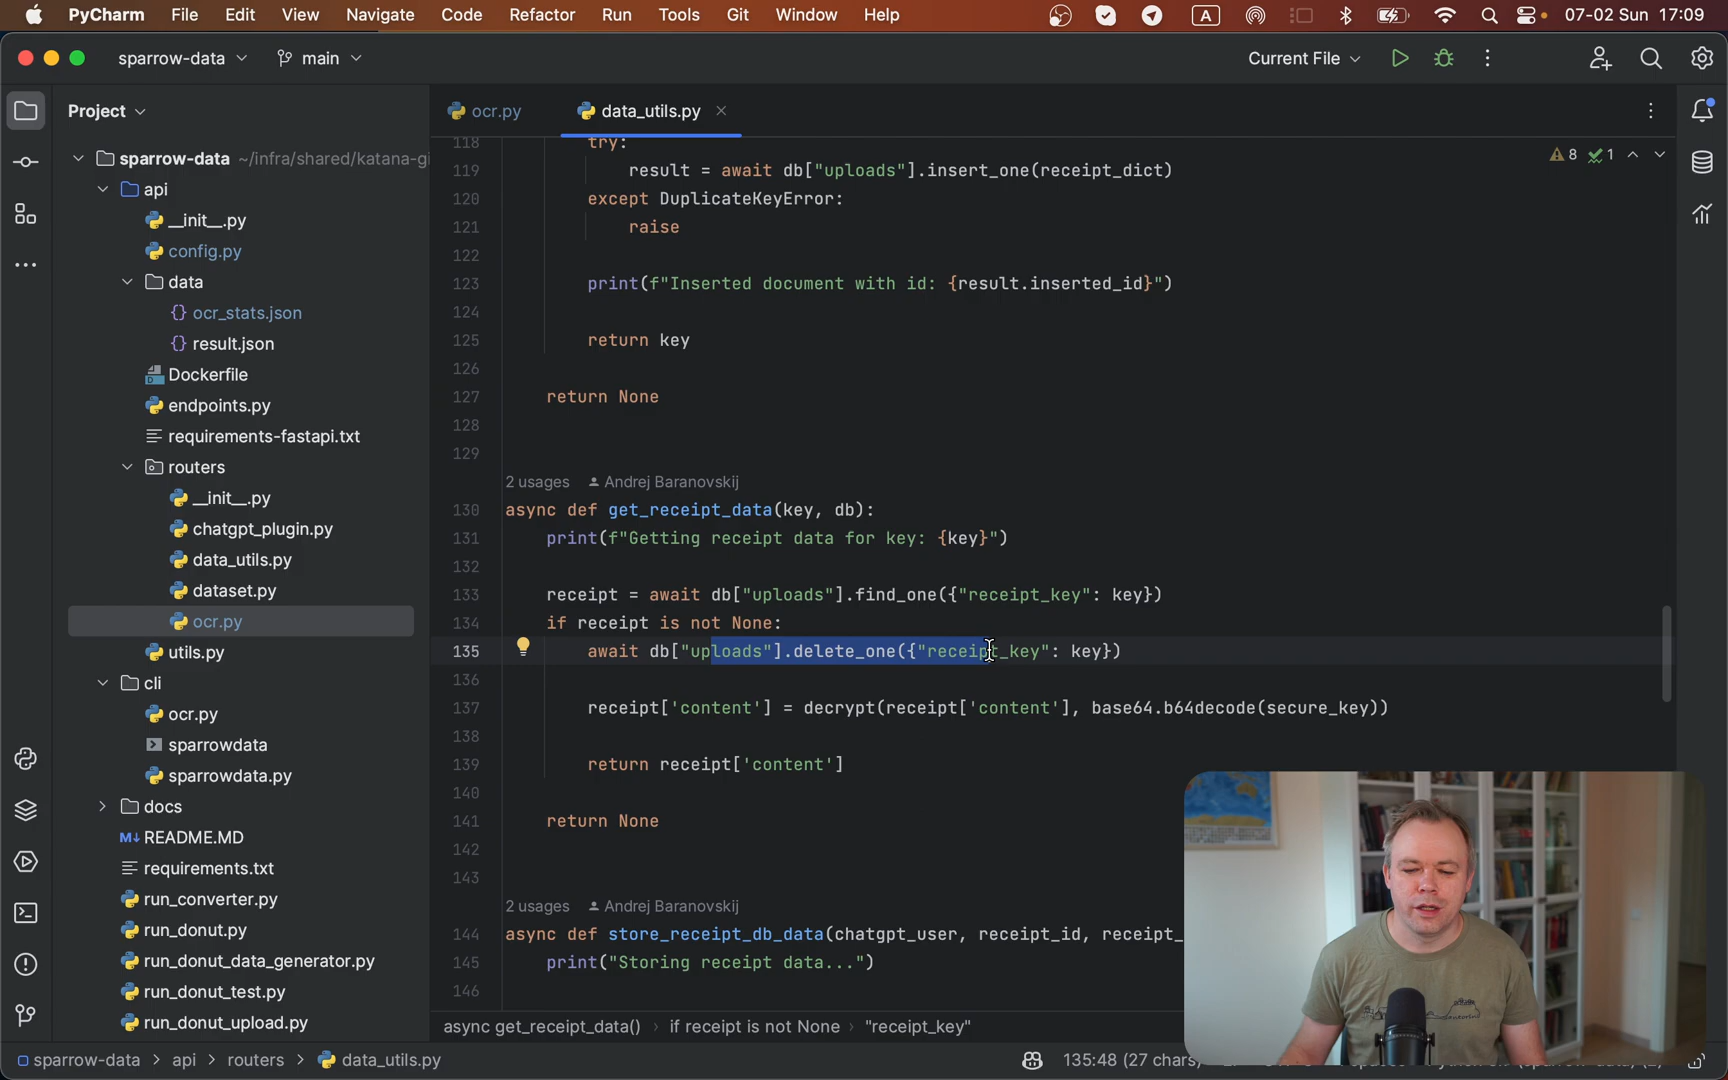 PyCharm File Edit View Navigate Code Refactor Run Tools Git Window Help A 07-02 Sun 17:09
sparrow-data main Current File
Project
ocr.py data_utils.py
sparrow-data ~/infra/shared/katana-gi
api
__init__.py
config.py
data
ocr_stats.json
result.json
Dockerfile
endpoints.py
requirements-fastapi.txt
routers
__init__.py
chatgpt_plugin.py
data_utils.py
dataset.py
ocr.py
utils.py
cli
ocr.py
sparrowdata
sparrowdata.py
docs
M↓ README.MD
requirements.txt
run_converter.py
run_donut.py
run_donut_data_generator.py
run_donut_test.py
run_donut_upload.py
8 1
118 try:
119 result = await db["uploads"].insert_one(receipt_dict)
120 except DuplicateKeyError:
121 raise
122
123 print(f"Inserted document with id: {result.inserted_id}")
124
125 return key
126
127 return None
128
129
2 usages Andrej Baranovskij
130 async def get_receipt_data(key, db):
131 print(f"Getting receipt data for key: {key}")
132
133 receipt = await db["uploads"].find_one({"receipt_key": key})
134 if receipt is not None:
135 await db["uploads"].delete_one({"receipt_key": key})
136
137 receipt['content'] = decrypt(receipt['content'], base64.b64decode(secure_key))
138
139 return receipt['content']
140
141 return None
142
143
2 usages Andrej Baranovskij
144 async def store_receipt_db_data(chatgpt_user, receipt_id, receipt_
145 print("Storing receipt data...")
146
async get_receipt_data() › if receipt is not None › "receipt_key"
sparrow-data › api › routers › data_utils.py 135:48 (27 chars